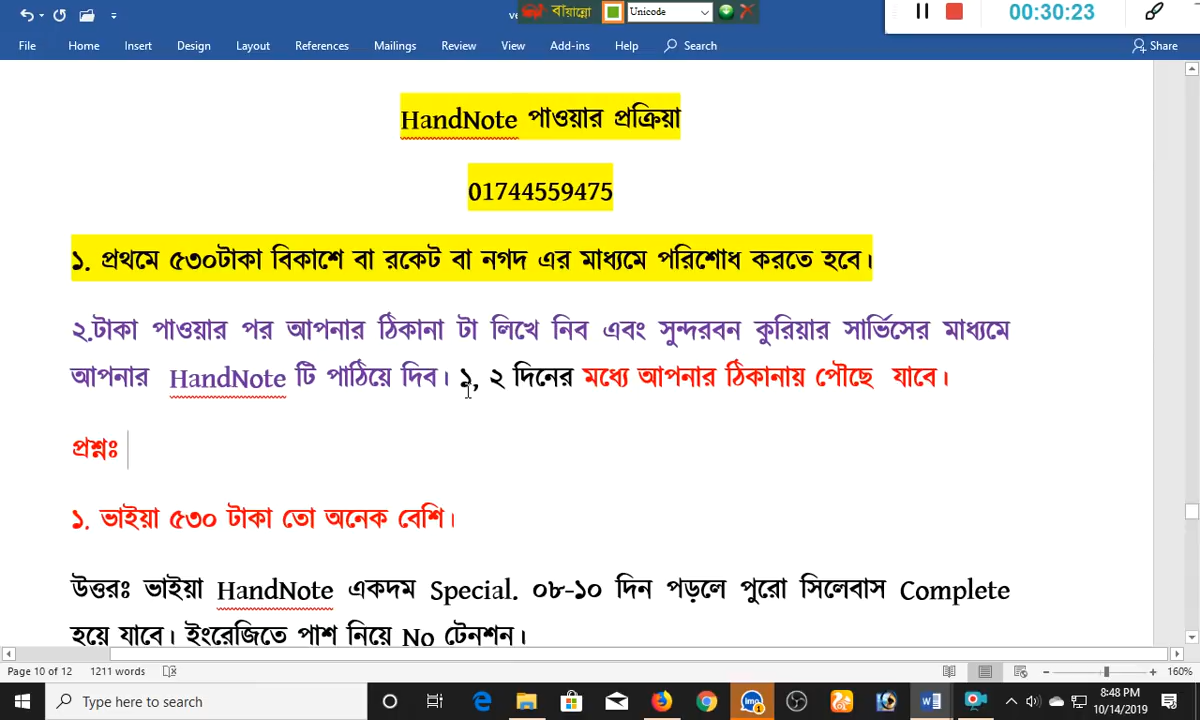 বায়ান্নো
Unicode
00:30:23
File Home Insert Design Layout References Mailings Review View Add-ins Help Search Share
HandNote পাওয়ার প্রক্রিয়া
01744559475
১. প্রথমে ৫৩০টাকা বিকাশে বা রকেট বা নগদ এর মাধ্যমে পরিশোধ করতে হবে।
২.টাকা পাওয়ার পর আপনার ঠিকানা টা লিখে নিব এবং সুন্দরবন কুরিয়ার সার্ভিসের মাধ্যমে
আপনার HandNote টি পাঠিয়ে দিব। ১, ২ দিনের মধ্যে আপনার ঠিকানায় পৌছে যাবে।
প্রশ্নঃ
১. ভাইয়া ৫৩০ টাকা তো অনেক বেশি।
উত্তরঃ ভাইয়া HandNote একদম Special. ০৮-১০ দিন পড়লে পুরো সিলেবাস Complete
হয়ে যাবে। ইংরেজিতে পাশ নিয়ে No টেনশন।
Page 10 of 12 1211 words 160%
Type here to search
8:48 PM
10/14/2019